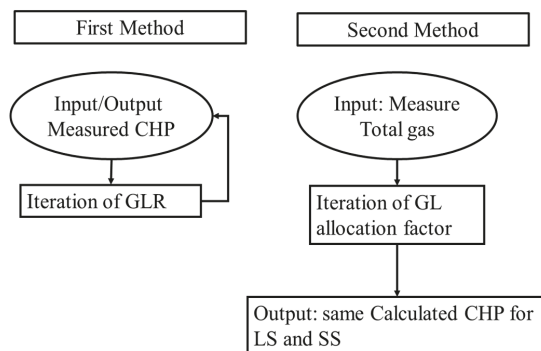 First Method
Second Method
Input/Output
Measured CHP
Iteration of GLR
Input: Measure
Total gas
Iteration of GL
allocation factor
Output: same Calculated CHP for
LS and SS